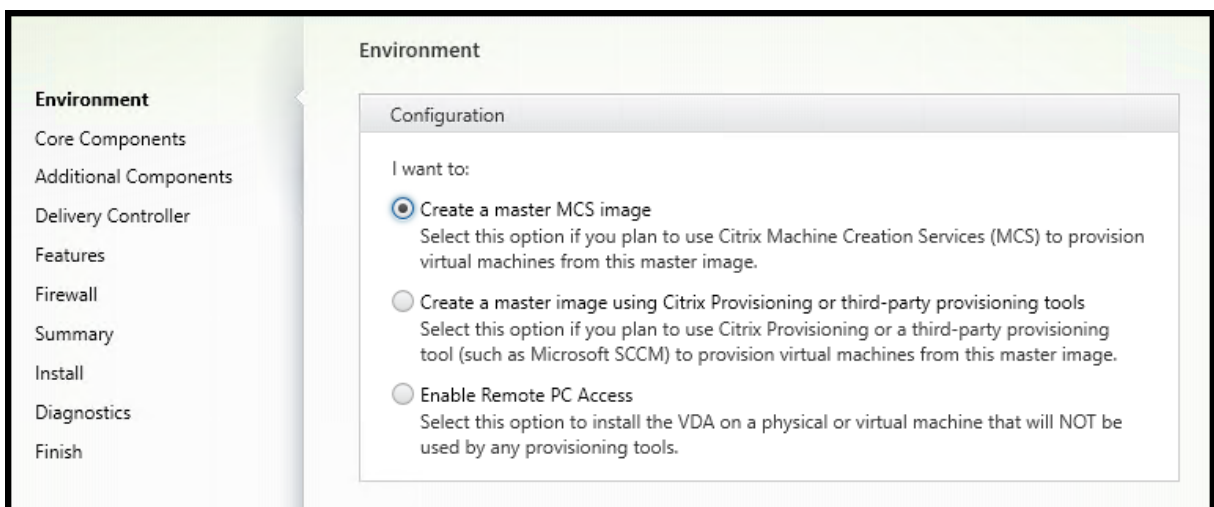 Environment
Core Components
Additional Components
Delivery Controller
Features
Firewall
Summary
Install
Diagnostics
Finish
Environment
Configuration
I want to:
Create a master MCS image
Select this option if you plan to use Citrix Machine Creation Services (MCS) to provision
virtual machines from this master image.
Create a master image using Citrix Provisioning or third-party provisioning tools
Select this option if you plan to use Citrix Provisioning or a third-party provisioning
tool (such as Microsoft SCCM) to provision virtual machines from this master image.
Enable Remote PC Access
Select this option to install the VDA on a physical or virtual machine that will NOT be
used by any provisioning tools.